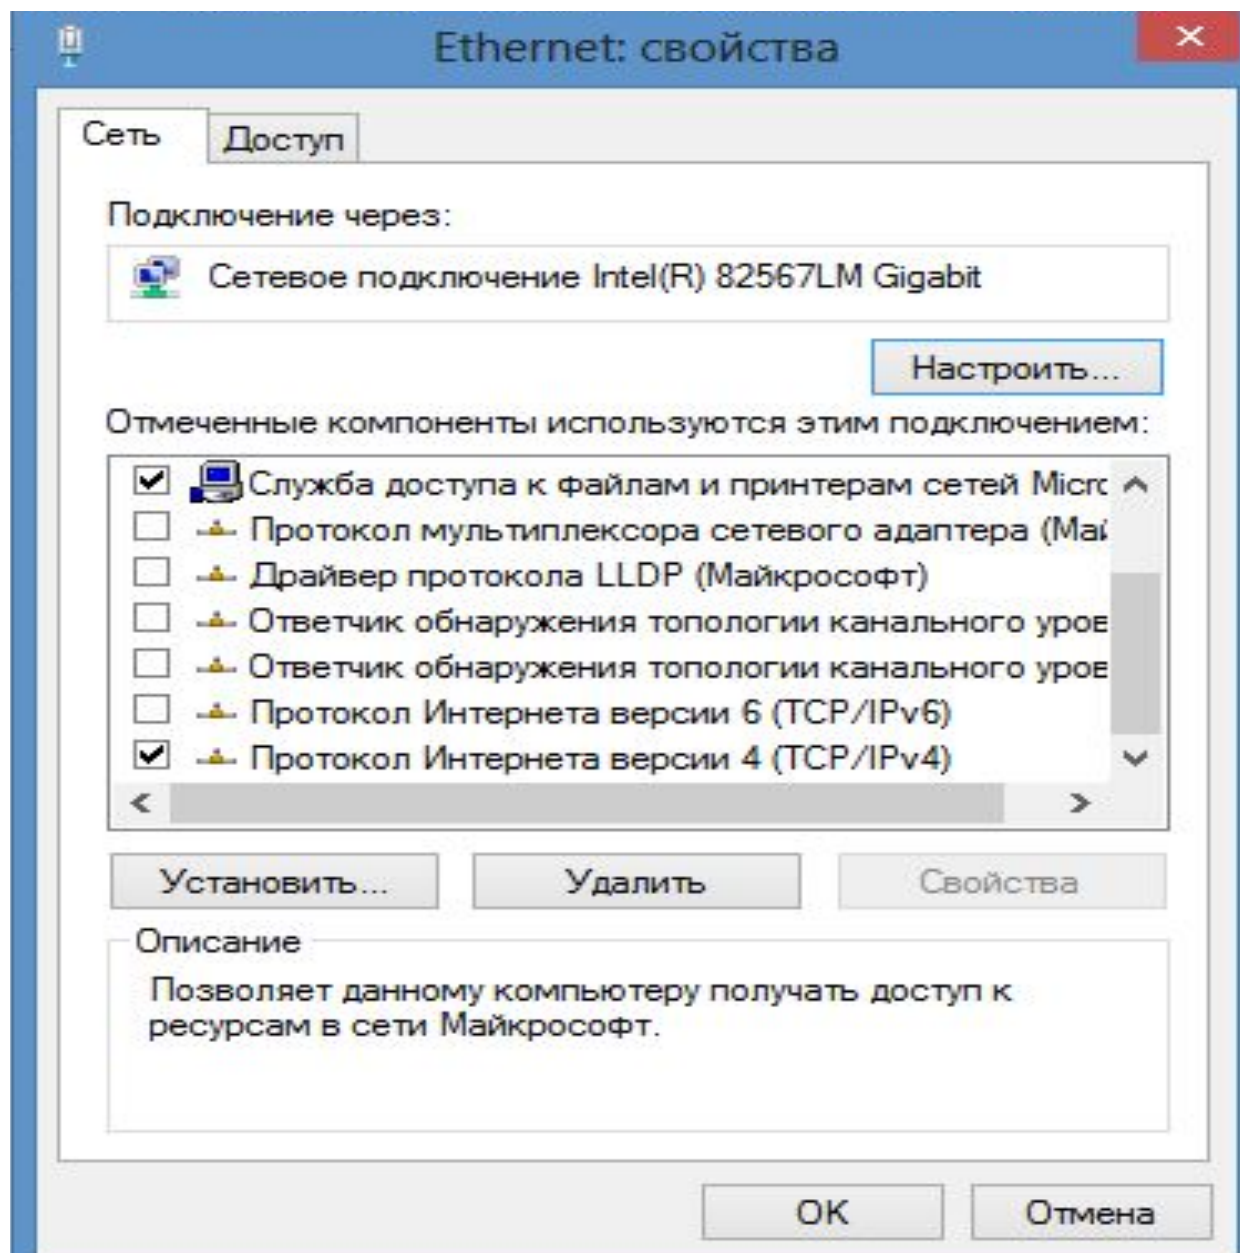 Ethernet: свойства
Сеть
Доступ
Подключение через:
Сетевое подключение Intel(R) 82567LM Gigabit
Настроить...
Отмеченные компоненты используются этим подключением:
Служба доступа к файлам и принтерам сетей Micro
Протокол мультиплексора сетевого адаптера (Май
Драйвер протокола LLDP (Майкрософт)
Ответчик обнаружения топологии канального уров
Ответчик обнаружения топологии канального уров
Протокол Интернета версии 6 (TCP/IPv6)
Протокол Интернета версии 4 (TCP/IPv4)
Установить...
Удалить
Свойства
Описание
Позволяет данному компьютеру получать доступ к
ресурсам в сети Майкрософт.
OK
Отмена